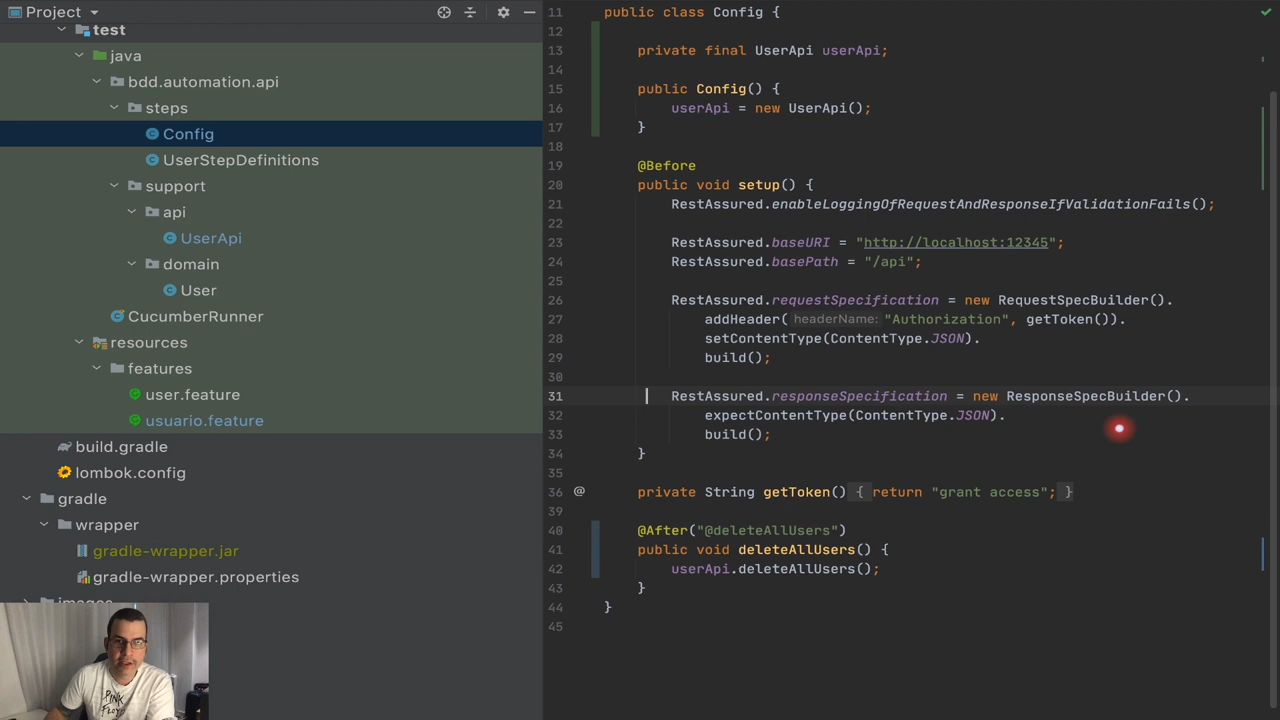 Project
test
java
bdd.automation.api
steps
Config
UserStepDefinitions
support
api
UserApi
domain
User
CucumberRunner
resources
features
user.feature
usuario.feature
build.gradle
lombok.config
gradle
wrapper
gradle-wrapper.jar
gradle-wrapper.properties
images
11 public class Config {
12
13 private final UserApi userApi;
14
15 public Config() {
16 userApi = new UserApi();
17 }
18
19 @Before
20 public void setup() {
21 RestAssured.enableLoggingOfRequestAndResponseIfValidationFails();
22
23 RestAssured.baseURI = "http://localhost:12345";
24 RestAssured.basePath = "/api";
25
26 RestAssured.requestSpecification = new RequestSpecBuilder().
27 addHeader( headerName: "Authorization", getToken()).
28 setContentType(ContentType.JSON).
29 build();
30
31 RestAssured.responseSpecification = new ResponseSpecBuilder().
32 expectContentType(ContentType.JSON).
33 build();
34 }
35
36 @ private String getToken() { return "grant access"; }
39
40 @After("@deleteAllUsers")
41 public void deleteAllUsers() {
42 userApi.deleteAllUsers();
43 }
44 }
45
PINK
FLOYD